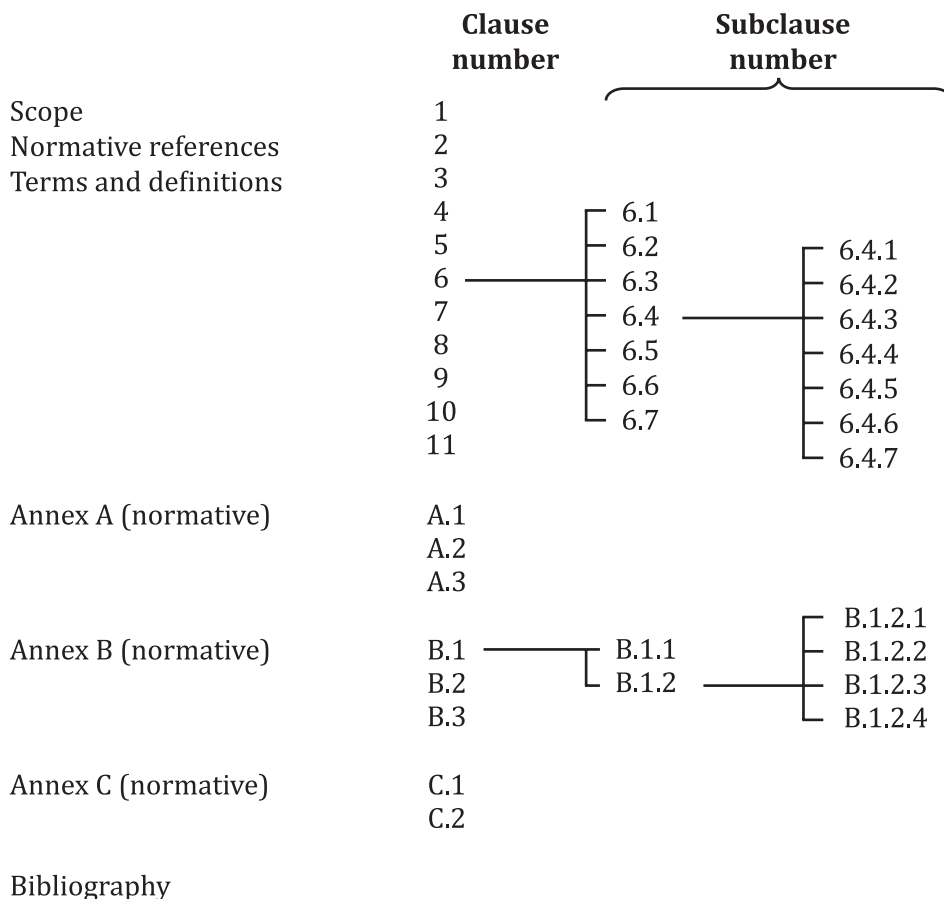 Clause number
Subclause number
Scope 1
Normative references 2
Terms and definitions 3
4 6.1
5 6.2 6.4.1
6 6.3 6.4.2
7 6.4 6.4.3
8 6.5 6.4.4
9 6.6 6.4.5
10 6.7 6.4.6
11 6.4.7
Annex A (normative) A.1
A.2
A.3
B.1.2.1
Annex B (normative) B.1 B.1.1 B.1.2.2
B.2 B.1.2 B.1.2.3
B.3 B.1.2.4
Annex C (normative) C.1
C.2
Bibliography